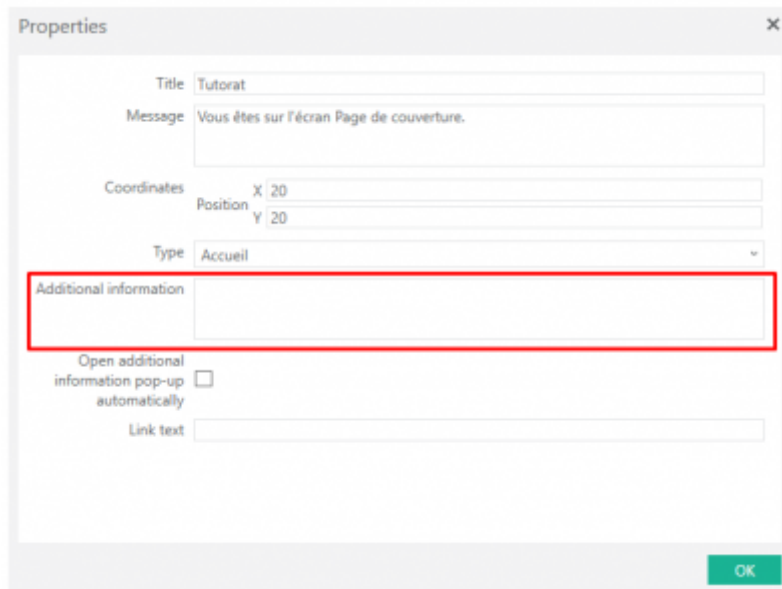 Properties
Title Tutorat
Message Vous êtes sur l'écran Page de couverture.
Coordinates Position X 20
Y 20
Type Accueil
Additional information
Open additional
information pop-up
automatically
Link text
OK